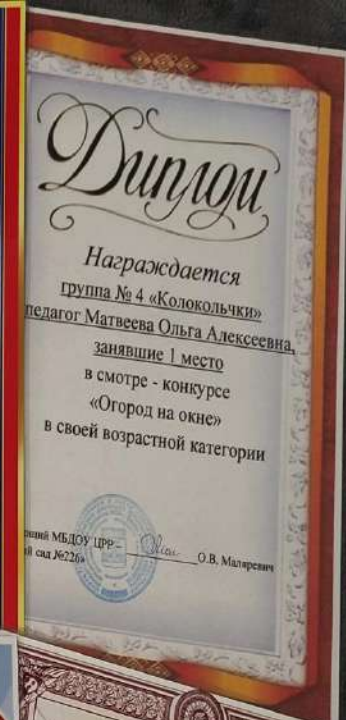 Диплом
Награждается
группа № 4 «Колокольчки»
педагог Матвеева Ольга Алексеевна,
занявшие 1 место
в смотре - конкурсе
«Огород на окне»
в своей возрастной категории
МБДОУ ЦРР –
сад №226»
О.В. Маляревич